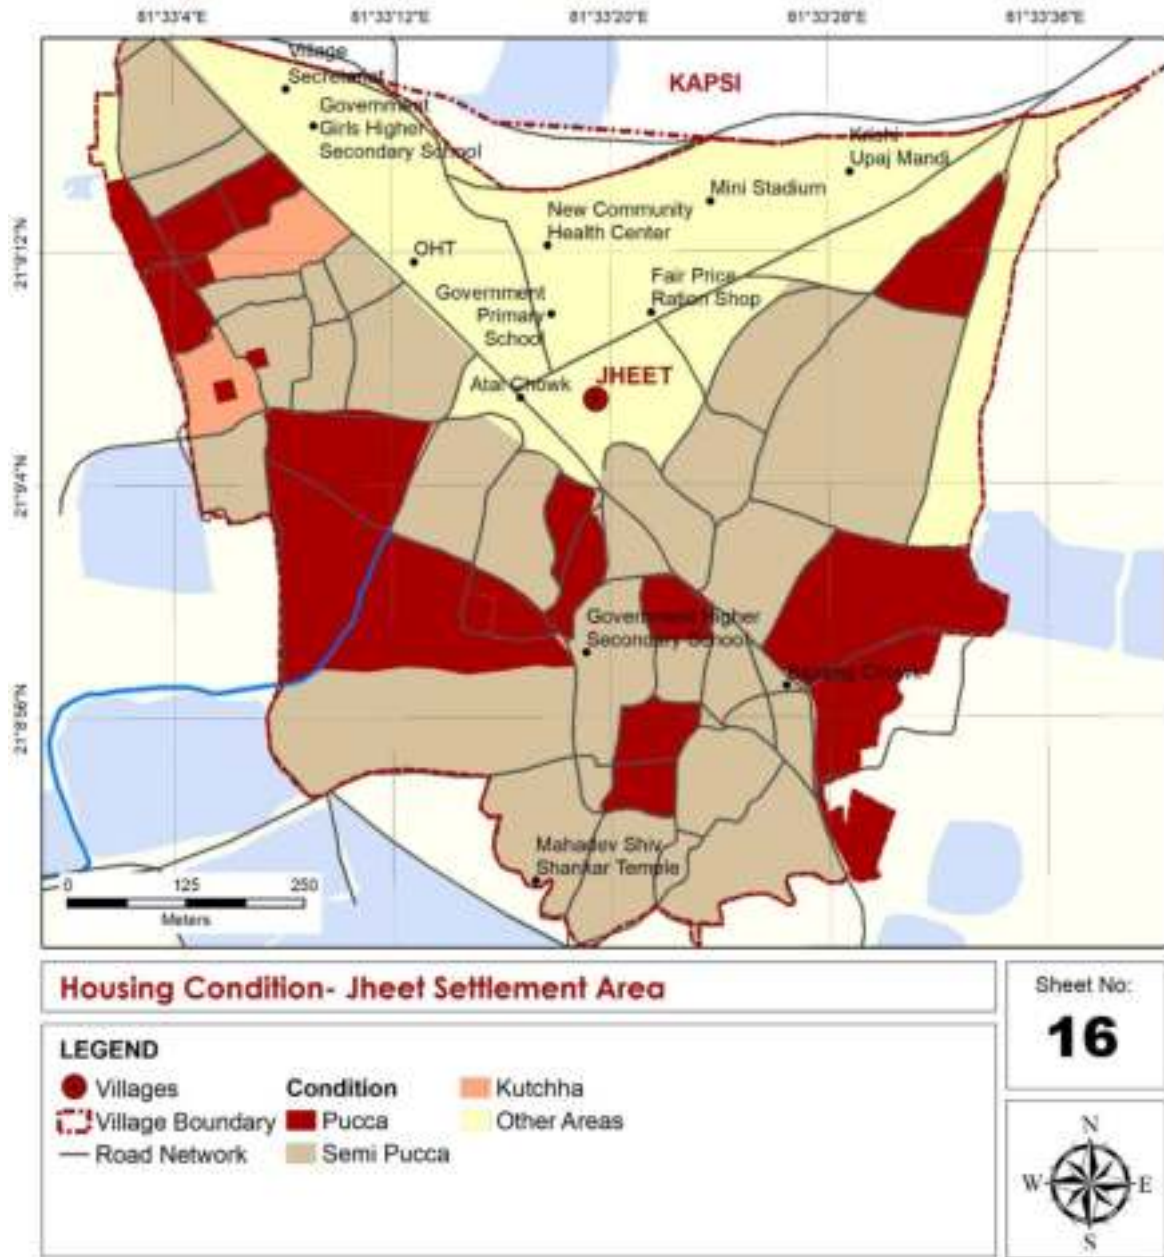 81°33'4"E
81°33'12"E
81°33'20"E
81°33'28"E
81°33'36"E
21°9'12"N
21°9'4"N
21°8'56"N
KAPSI
Village
Secretariat
Government
Girls Higher
Secondary School
Krishi
Upaj Mandi
Mini Stadium
New Community
Health Center
OHT
Fair Price
Ration Shop
Government
Primary
School
JHEET
Atal Chowk
Government Higher
Secondary School
Chowk
Mahadev Shiv
Shankar Temple
0 125 250
Meters
Housing Condition- Jheet Settlement Area
Sheet No:
16
LEGEND
Villages
Village Boundary
Road Network
Condition
Pucca
Semi Pucca
Kutchha
Other Areas
N
W E
S